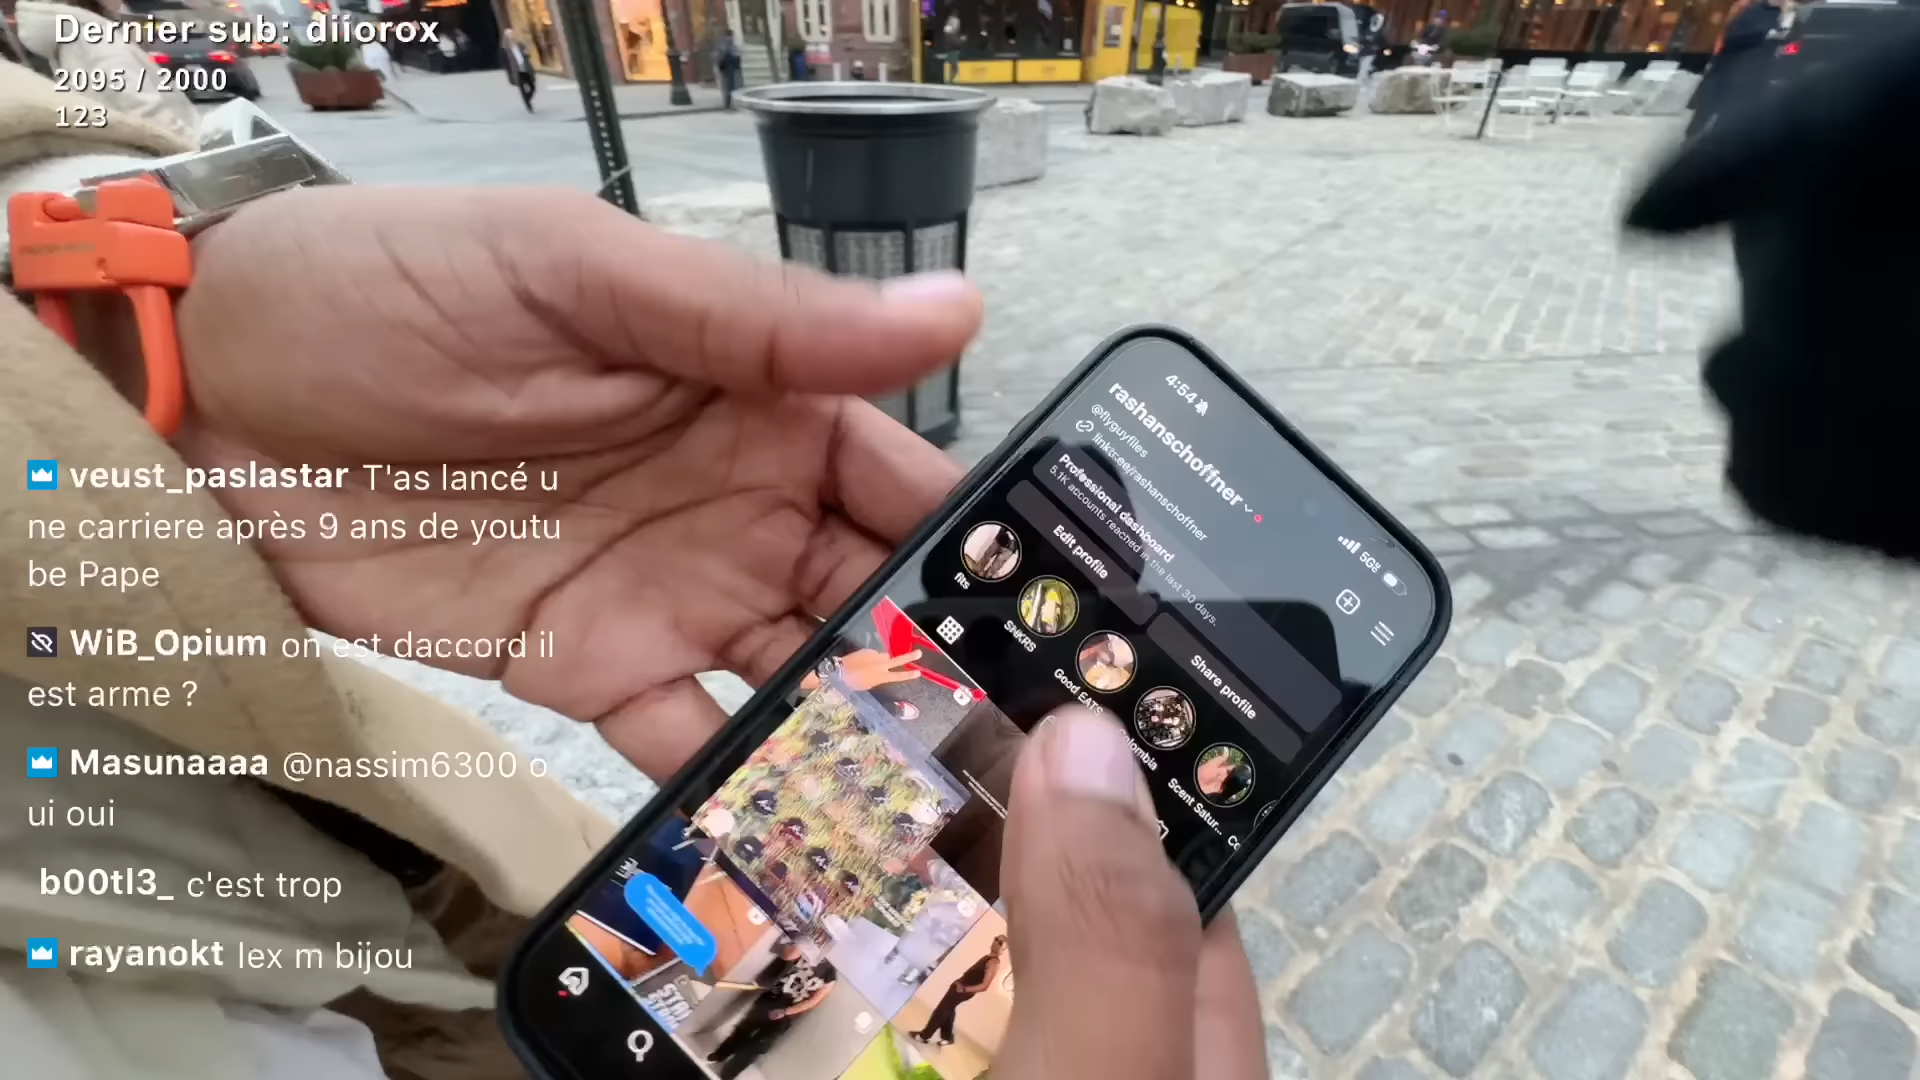 Dernier sub: diiorox
2095 / 2000
123
veust_paslastar T'as lancé u
ne carriere après 9 ans de youtu
be Pape
WiB_Opium on est daccord il
est arme ?
Masunaaaa @nassim6300 o
ui oui
b00tl3_ c'est trop
rayanokt lex m bijou
4:54
5G
rashanschoffner
@flyguyfiles
linktr.ee/rashanschoffner
Professional dashboard
5.1K accounts reached in the last 30 days.
Edit profile
Share profile
fits
SNKRS
Good EATS
Colombia
Scent Satur...